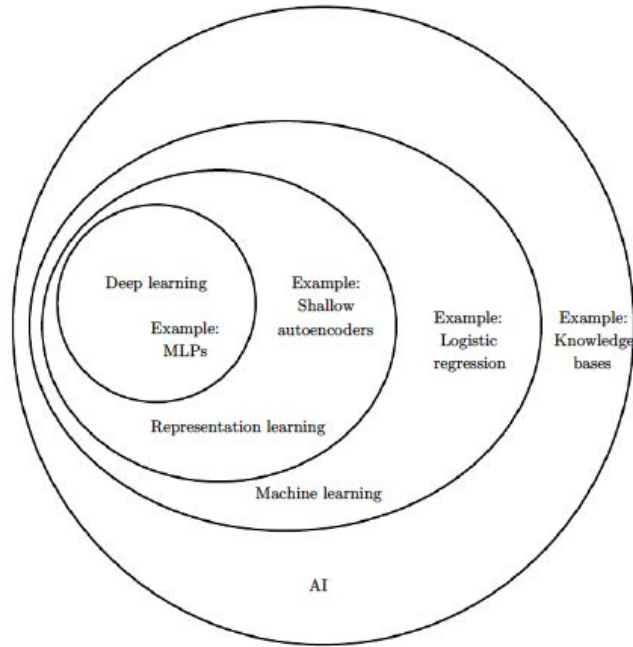 Deep learning
Example:
MLPs
Example:
Shallow
autoencoders
Example:
Logistic
regression
Example:
Knowledge
bases
Representation learning
Machine learning
AI